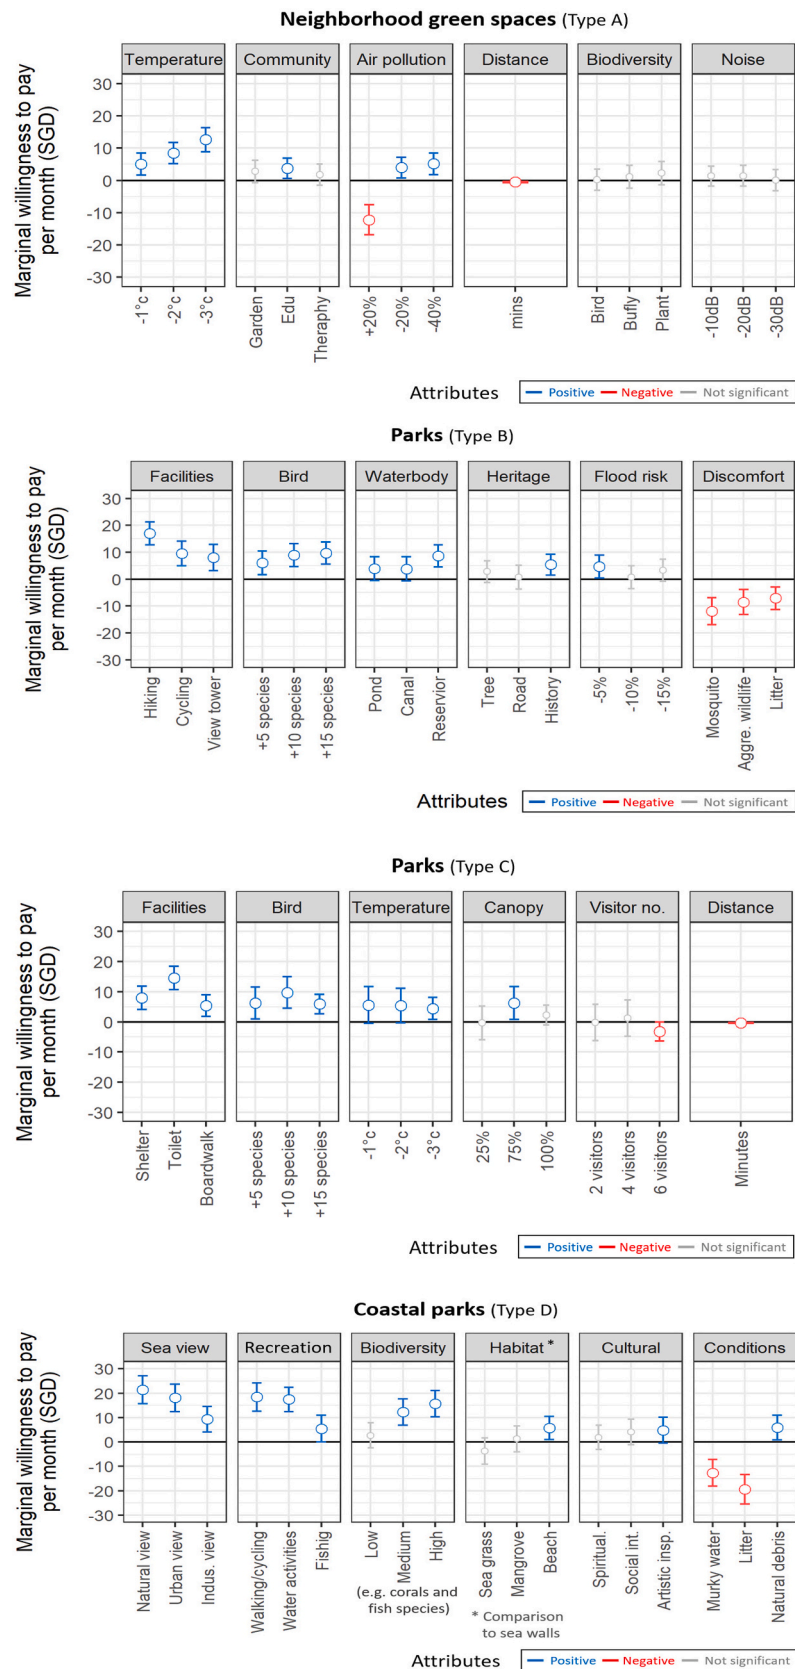 Neighborhood green spaces (Type A)
Temperature Community Air pollution Distance Biodiversity Noise
Marginal willingness to pay
per month (SGD)
30
20
10
0
-10
-20
-30
-1°c -2°c -3°c Garden Edu Theraphy +20% -20% -40% mins Bird Bufly Plant -10dB -20dB -30dB
Attributes Positive Negative Not significant
Parks (Type B)
Facilities Bird Waterbody Heritage Flood risk Discomfort
Marginal willingness to pay
per month (SGD)
30
20
10
0
-10
-20
-30
Hiking Cycling View tower +5 species +10 species +15 species Pond Canal Reservior Tree Road History -5% -10% -15% Mosquito Aggre. wildlife Litter
Attributes Positive Negative Not significant
Parks (Type C)
Facilities Bird Temperature Canopy Visitor no. Distance
Marginal willingness to pay
per month (SGD)
30
20
10
0
-10
-20
-30
Shelter Toilet Boardwalk +5 species +10 species +15 species -1°c -2°c -3°c 25% 75% 100% 2 visitors 4 visitors 6 visitors Minutes
Attributes Positive Negative Not significant
Coastal parks (Type D)
Sea view Recreation Biodiversity Habitat * Cultural Conditions
Marginal willingness to pay
per month (SGD)
30
20
10
0
-10
-20
-30
Natural view Urban view Indus. view Walking/cycling Water activities Fishig Low Medium High Sea grass Mangrove Beach Spiritual. Social int. Artistic insp. Murky water Litter Natural debris
(e.g. corals and
fish species)
* Comparison
to sea walls
Attributes Positive Negative Not significant